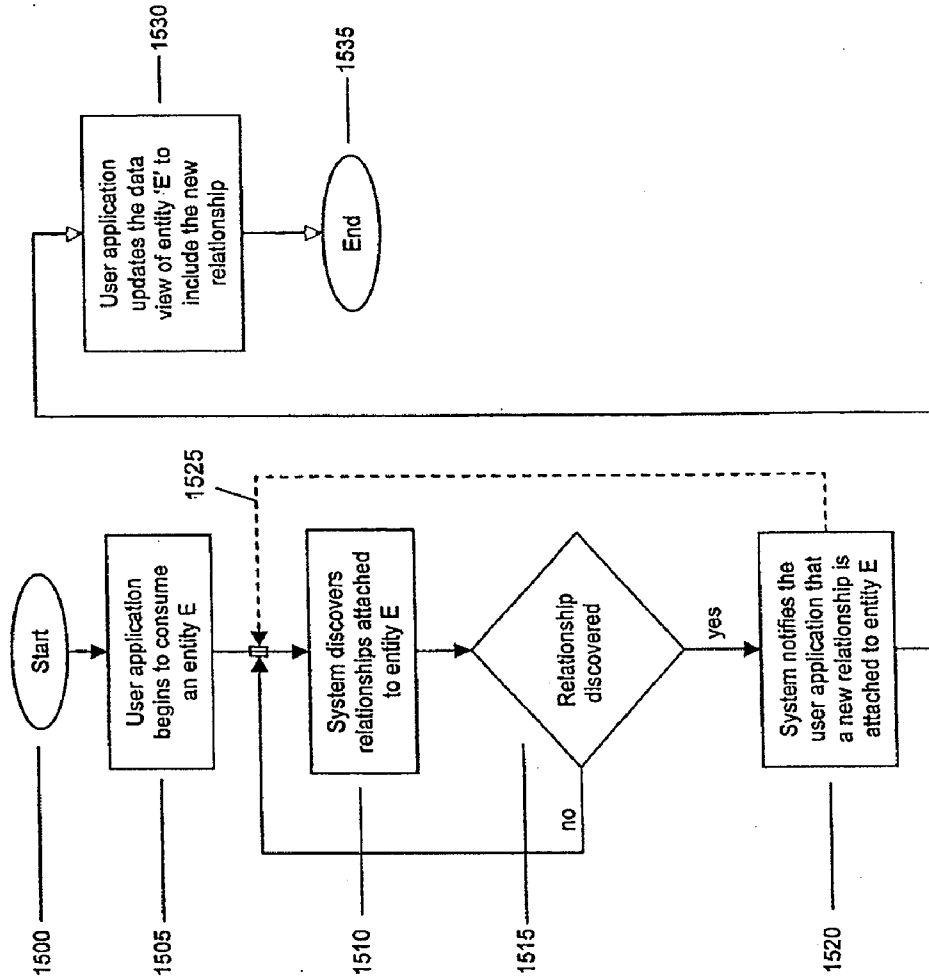 1500
Start
1505
User application
begins to consume
an entity E
1525
1510
System discovers
relationships attached
to entity E
1515
Relationship
discovered
no
yes
1520
System notifies the
user application that
a new relationship is
attached to entity E
User application
updates the data
view of entity 'E' to
include the new
relationship
1530
End
1535